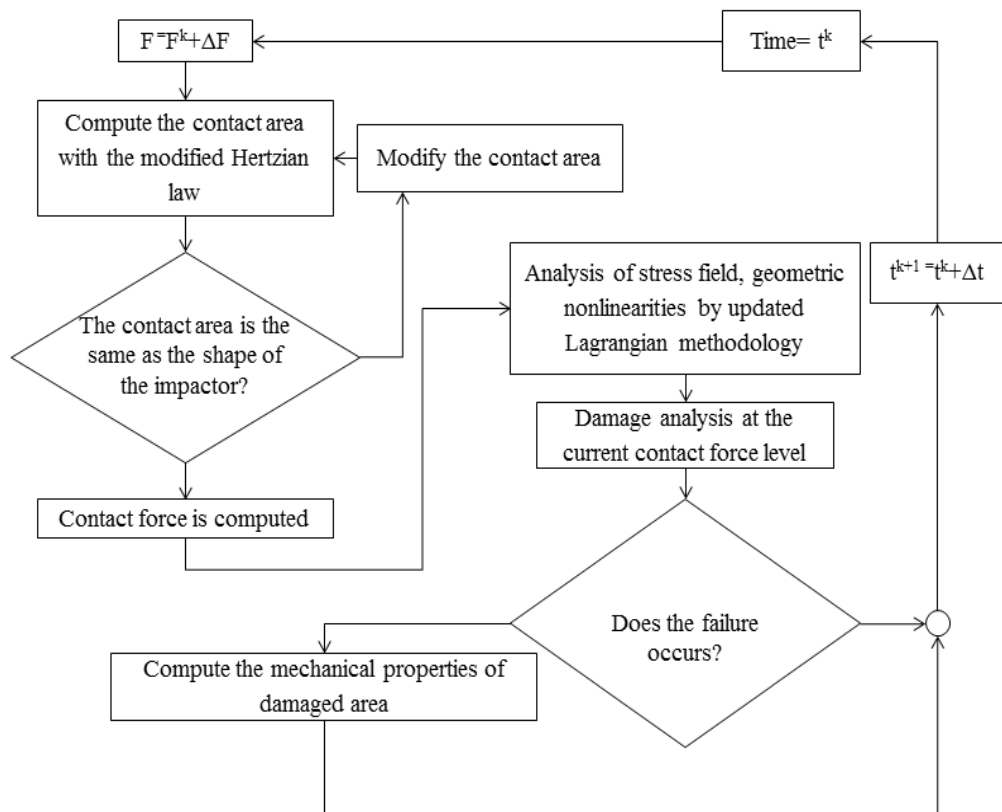 F =F^k+ΔF
Time= t^k
Compute the contact area
with the modified Hertzian
law
Modify the contact area
The contact area is the
same as the shape of
the impactor?
Contact force is computed
Analysis of stress field, geometric
nonlinearities by updated
Lagrangian methodology
t^k+1 =t^k+Δt
Damage analysis at the
current contact force level
Does the failure
occurs?
Compute the mechanical properties of
damaged area